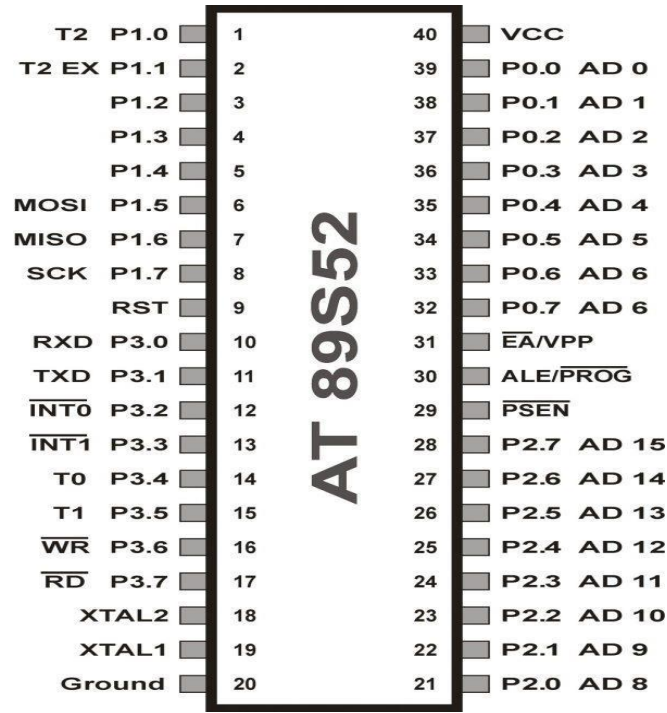 T2 P1.0 1 40 VCC
T2 EX P1.1 2 39 P0.0 AD 0
P1.2 3 38 P0.1 AD 1
P1.3 4 37 P0.2 AD 2
P1.4 5 36 P0.3 AD 3
MOSI P1.5 6 35 P0.4 AD 4
MISO P1.6 7 34 P0.5 AD 5
SCK P1.7 8 33 P0.6 AD 6
RST 9 32 P0.7 AD 6
RXD P3.0 10 31 E̅A̅/VPP
TXD P3.1 11 30 ALE/P̅R̅O̅G̅
I̅N̅T̅0̅ P3.2 12 29 P̅S̅E̅N̅
I̅N̅T̅1̅ P3.3 13 28 P2.7 AD 15
T0 P3.4 14 27 P2.6 AD 14
T1 P3.5 15 26 P2.5 AD 13
W̅R̅ P3.6 16 25 P2.4 AD 12
R̅D̅ P3.7 17 24 P2.3 AD 11
XTAL2 18 23 P2.2 AD 10
XTAL1 19 22 P2.1 AD 9
Ground 20 21 P2.0 AD 8
AT 89S52